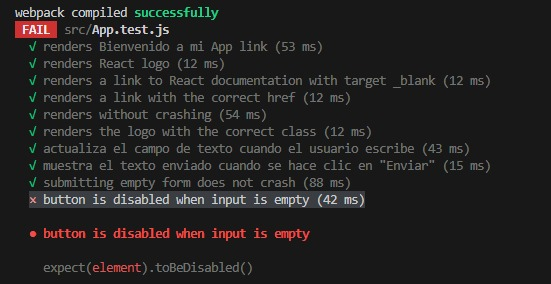 webpack compiled successfully
FAIL src/App.test.js
√ renders Bienvenido a mi App link (53 ms)
√ renders React logo (12 ms)
√ renders a link to React documentation with target _blank (12 ms)
√ renders a link with the correct href (12 ms)
√ renders without crashing (54 ms)
√ renders the logo with the correct class (12 ms)
√ actualiza el campo de texto cuando el usuario escribe (43 ms)
√ muestra el texto enviado cuando se hace clic en "Enviar" (15 ms)
√ submitting empty form does not crash (88 ms)
× button is disabled when input is empty (42 ms)
● button is disabled when input is empty
expect(element).toBeDisabled()